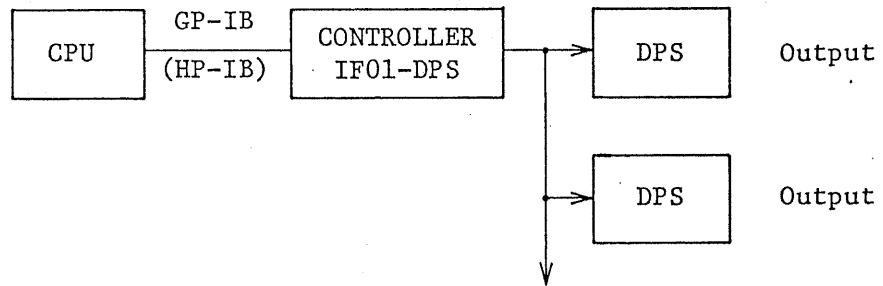 GP-IB
CPU
(HP-IB)
CONTROLLER
IF01-DPS
DPS
Output
DPS
Output